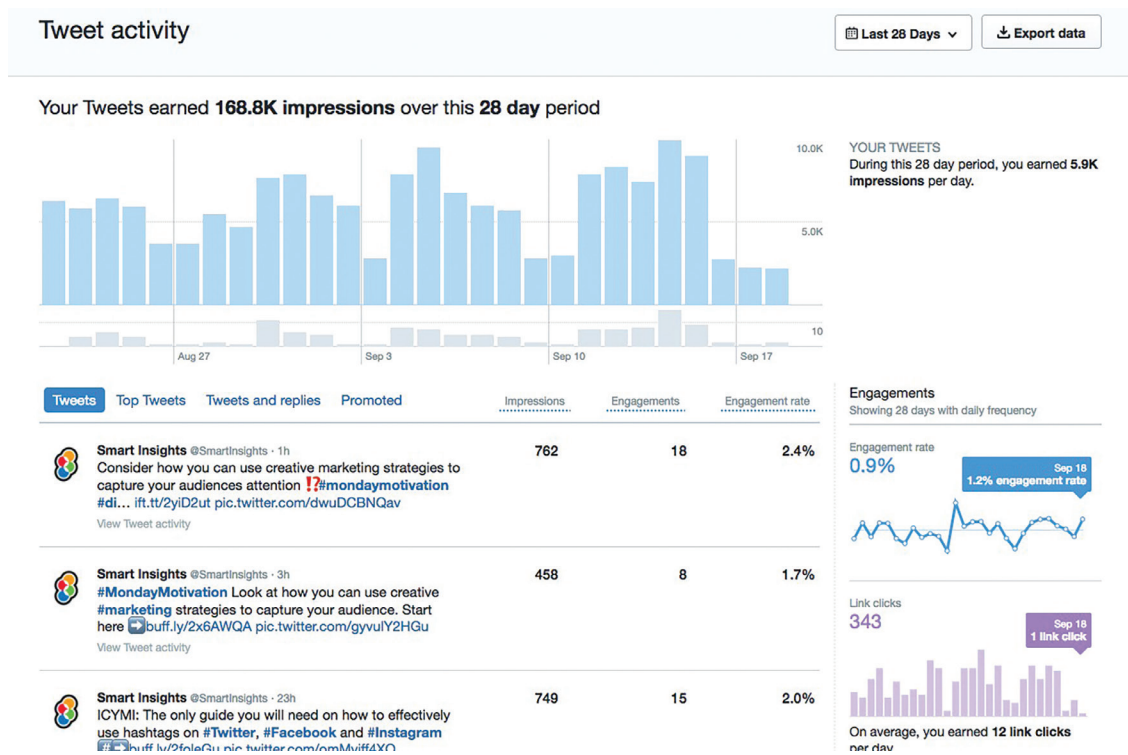 Tweet activity
Last 28 Days
Export data
Your Tweets earned 168.8K impressions over this 28 day period
10.0K
5.0K
10
Aug 27
Sep 3
Sep 10
Sep 17
YOUR TWEETS
During this 28 day period, you earned 5.9K
impressions per day.
Tweets Top Tweets Tweets and replies Promoted
Impressions Engagements Engagement rate
Smart Insights @SmartInsights · 1h
762 18 2.4%
Consider how you can use creative marketing strategies to
capture your audiences attention ⁉️#mondaymotivation
#di… ift.tt/2yiD2ut pic.twitter.com/dwuDCBNQav
View Tweet activity
Smart Insights @SmartInsights · 3h
458 8 1.7%
#MondayMotivation Look at how you can use creative
#marketing strategies to capture your audience. Start
here ➡️buff.ly/2x6AWQA pic.twitter.com/gyvulY2HGu
View Tweet activity
Smart Insights @SmartInsights · 23h
749 15 2.0%
ICYMI: The only guide you will need on how to effectively
use hashtags on #Twitter, #Facebook and #Instagram
#️⃣➡️buff.ly/2foleGu pic.twitter.com/omMyiff4XO
Engagements
Showing 28 days with daily frequency
Engagement rate
0.9%
Sep 18
1.2% engagement rate
Link clicks
343
Sep 18
1 link click
On average, you earned 12 link clicks
per day